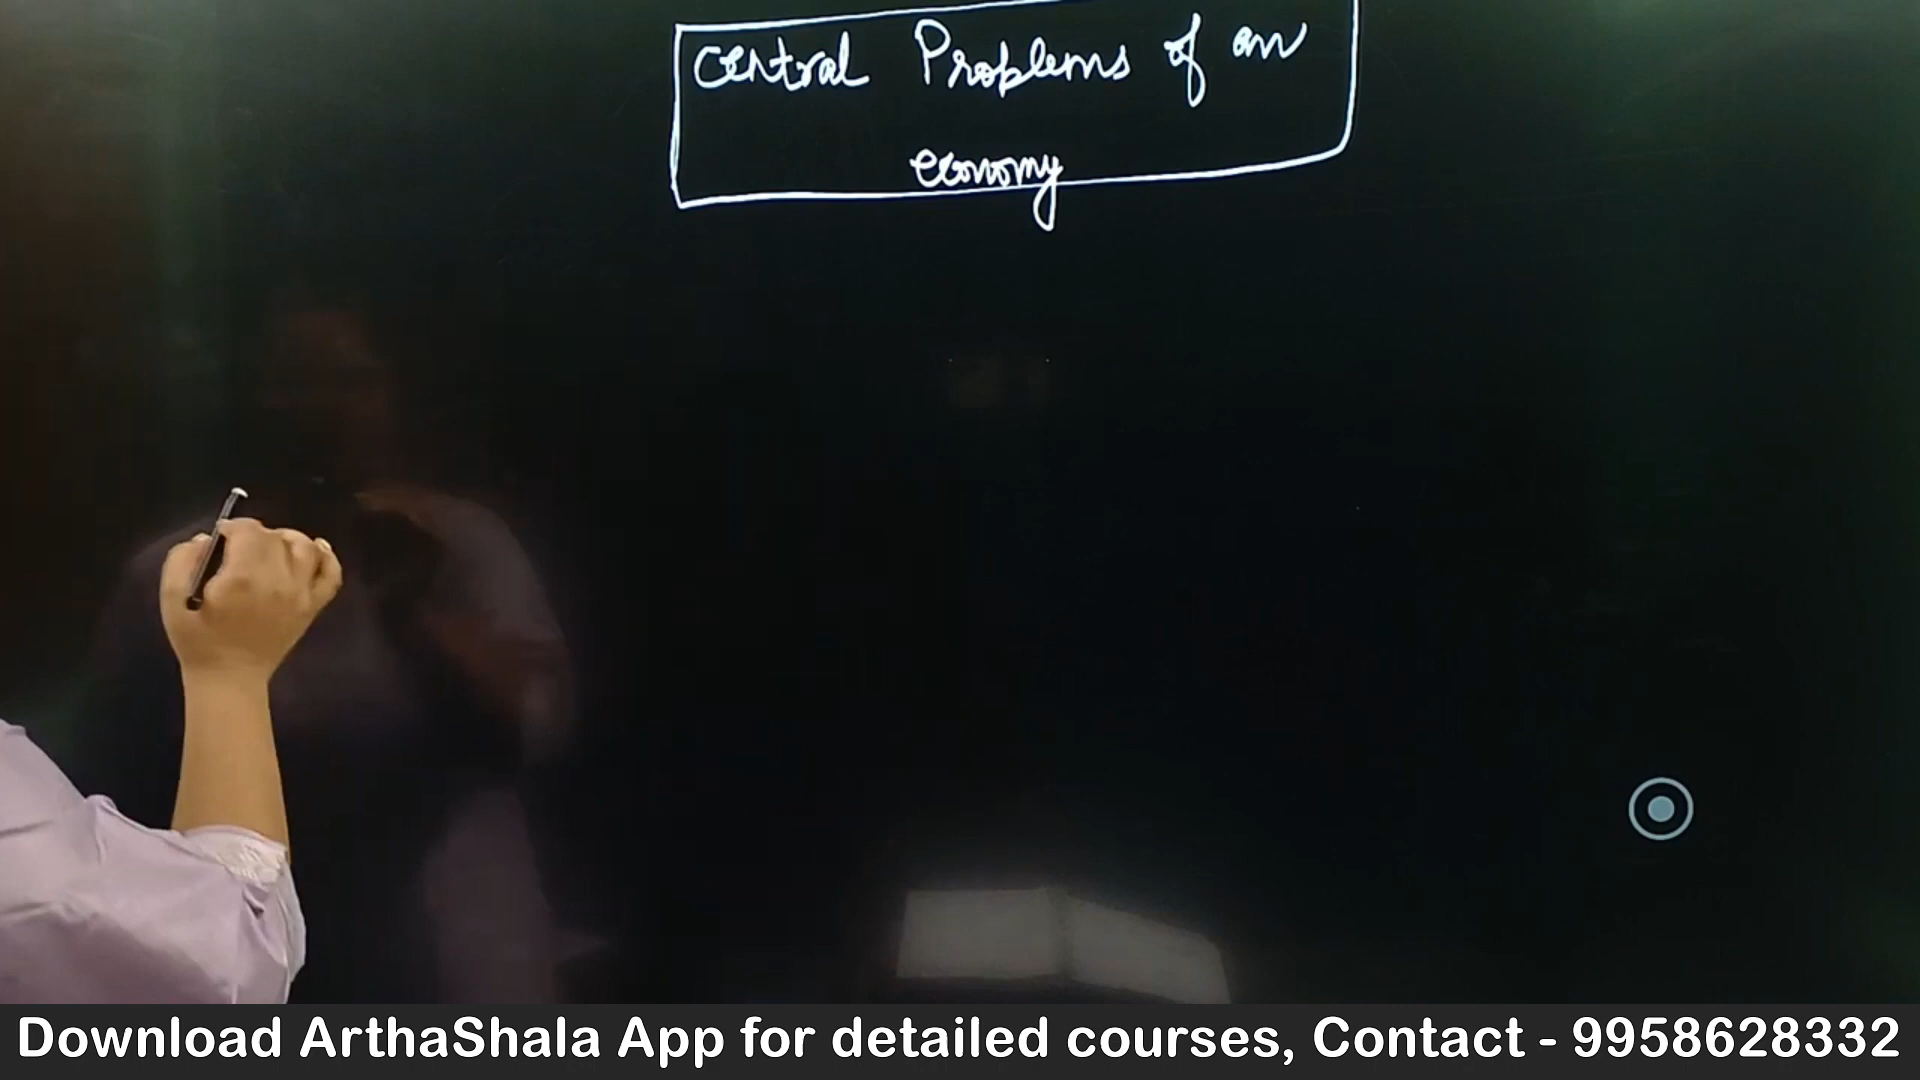 Central Problems of an
economy
Download ArthaShala App for detailed courses, Contact - 9958628332